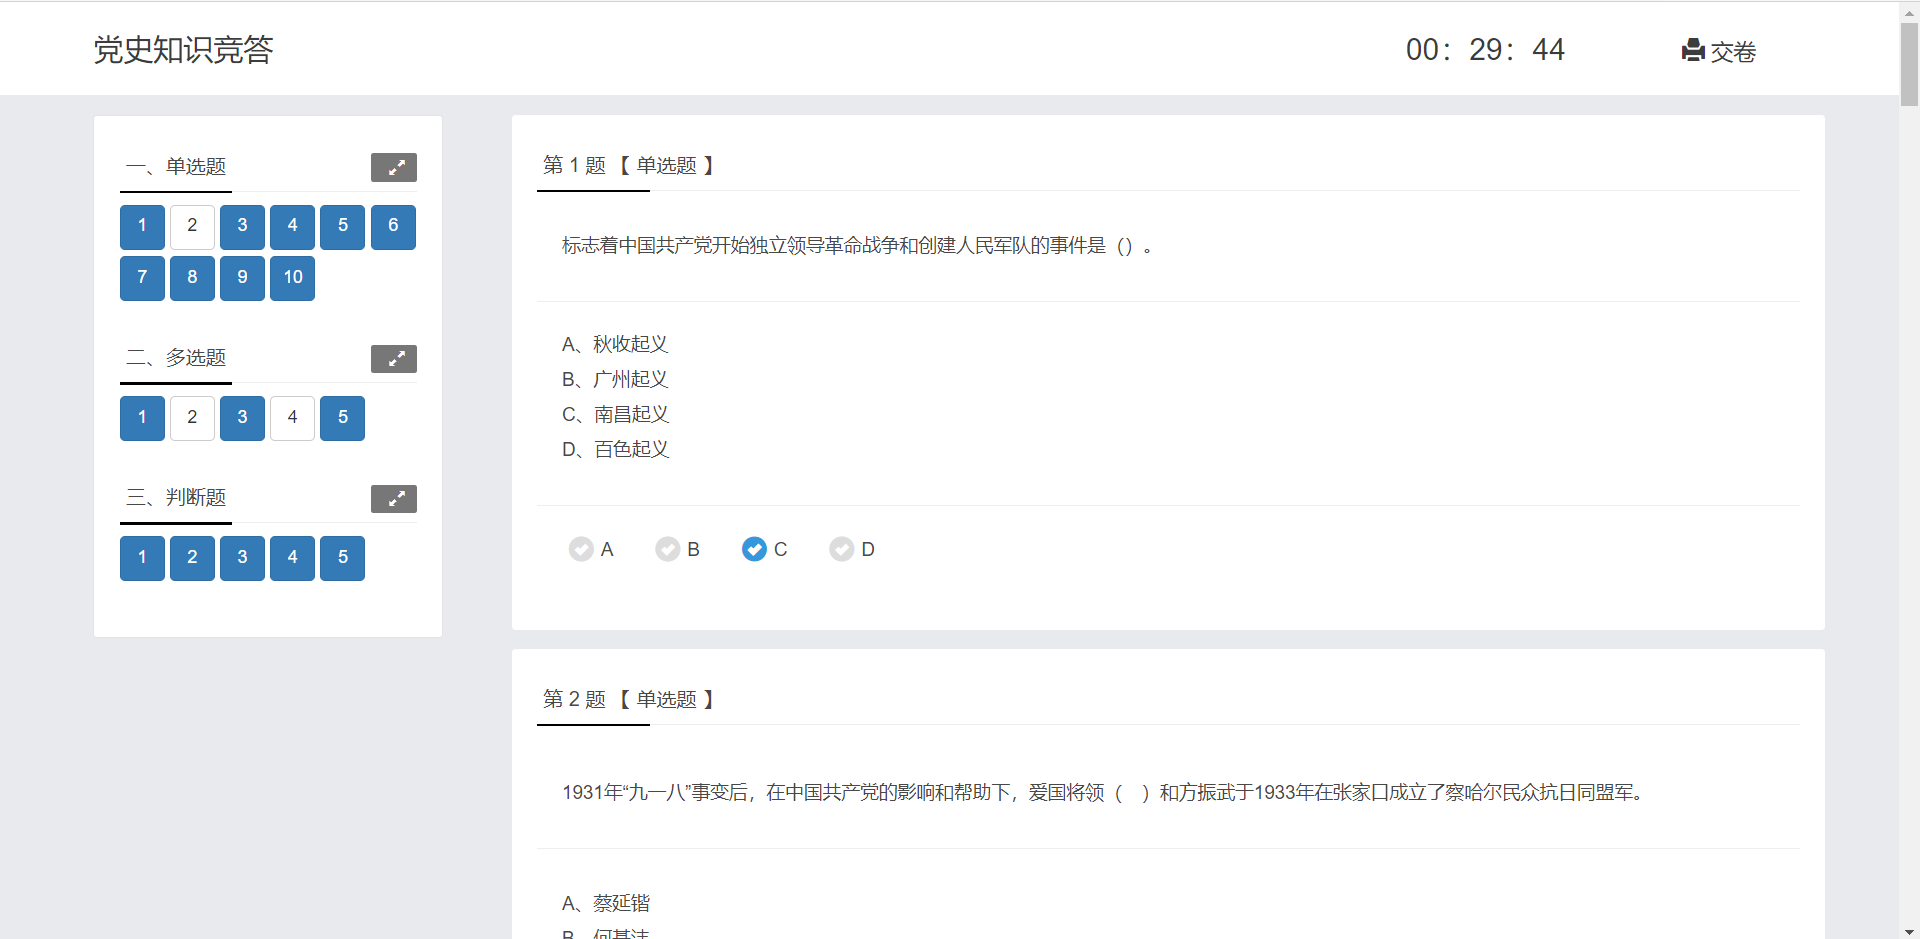 党史知识竞答
00：29：44
交卷
一、单选题
1 2 3 4 5 6
7 8 9 10
二、多选题
1 2 3 4 5
三、判断题
1 2 3 4 5
第 1 题 【 单选题 】
标志着中国共产党开始独立领导革命战争和创建人民军队的事件是（）。
A、秋收起义
B、广州起义
C、南昌起义
D、百色起义
A B C D
第 2 题 【 单选题 】
1931年“九一八”事变后，在中国共产党的影响和帮助下，爱国将领（　）和方振武于1933年在张家口成立了察哈尔民众抗日同盟军。
A、蔡延锴